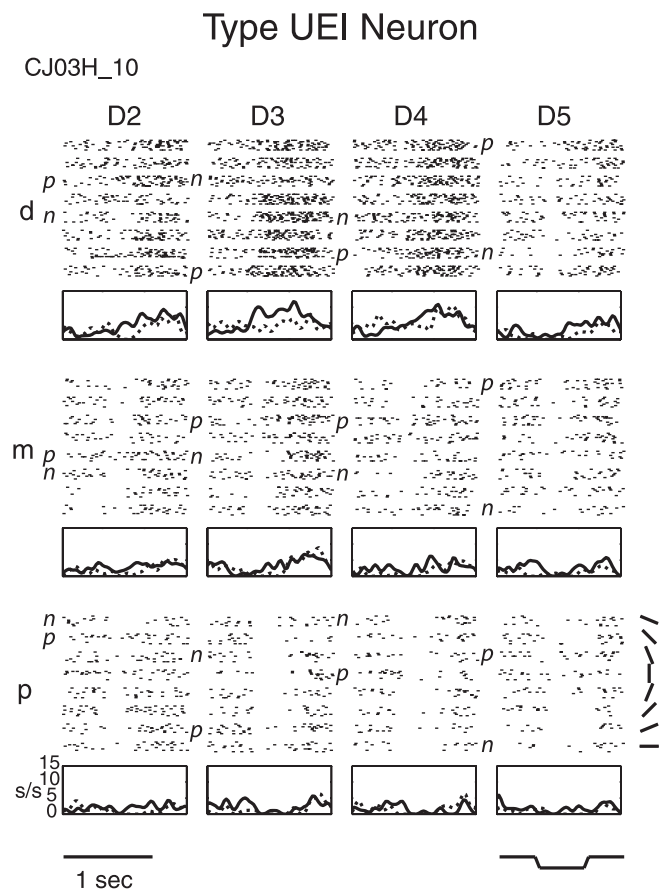 Type UEI Neuron
CJ03H_10
D2 D3 D4 D5
p
p n
d n n
p n
p
p
p p
m p n
n n
n
n n
p
n p
p p
p
n
15
10
s/s 5
0
1 sec